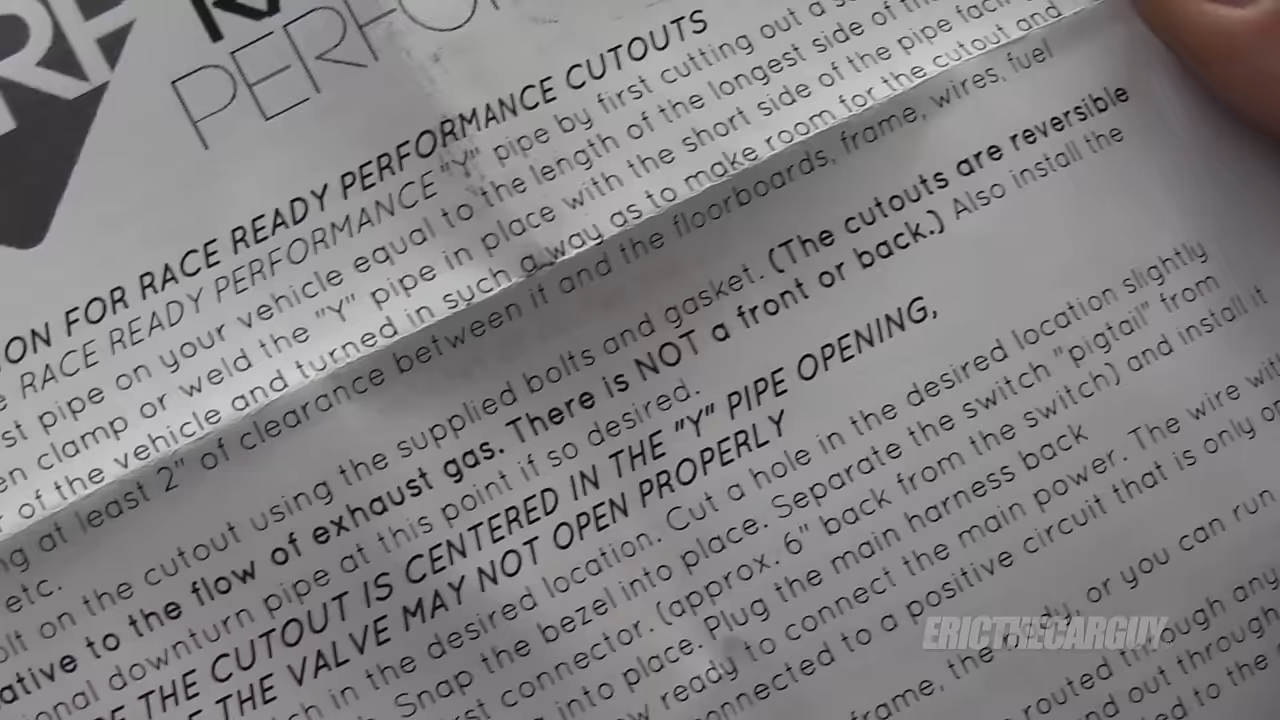 PERFO
ON FOR RACE READY PERFORMANCE CUTOUTS
RACE READY PERFORMANCE "Y" pipe by first cutting out a
st pipe on your vehicle equal to the length of the longest side of
en clamp or weld the "Y" pipe in place with the short side of the pipe
of the vehicle and turned in such a way as to make room for the cutout and
ng at least 2" of clearance between it and the floorboards, frame, wires, fuel
etc.
olt on the cutout using the supplied bolts and gasket. (The cutouts are reversible
ative to the flow of exhaust gas. There is NOT a front or back.) Also install the
onal downturn pipe at this point if so desired.
THE CUTOUT IS CENTERED IN THE "Y" PIPE OPENING,
THE VALVE MAY NOT OPEN PROPERLY
ch in the desired location. Cut a hole in the desired location slightly
Snap the bezel into place. Separate the switch "pigtail" from
rst connector. (approx. 6" back from the switch) and install it
into place. Plug the main harness back
w ready to connect the main power. The wire with
onnected to a positive circuit that is only
frame, the body, or you can run
routed through any
and out through
ed to the
ERICTHECARGUY